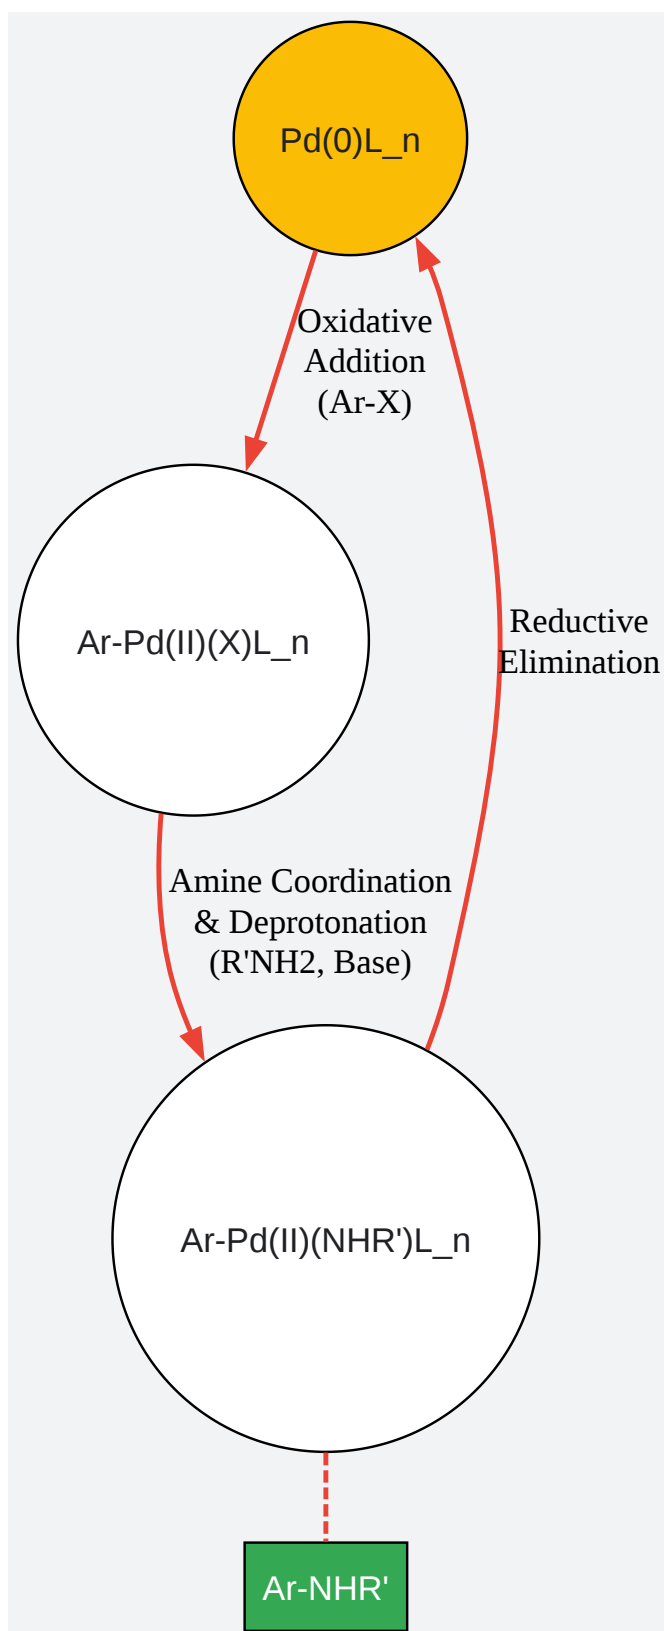 Pd(0)L_n
Oxidative
Addition
(Ar-X)
Ar-Pd(II)(X)L_n
Reductive
Elimination
Amine Coordination
& Deprotonation
(R'NH2, Base)
Ar-Pd(II)(NHR')L_n
Ar-NHR'